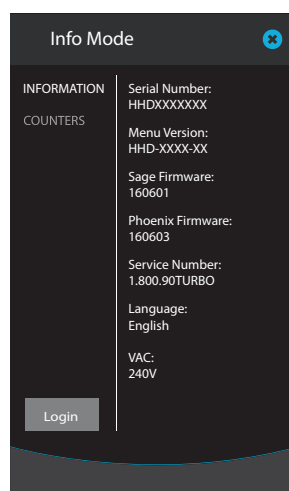 Info Mode
INFORMATION
COUNTERS
Serial Number:
HHDXXXXXXX
Menu Version:
HHD-XXXX-XX
Sage Firmware:
160601
Phoenix Firmware:
160603
Service Number:
1.800.90TURBO
Language:
English
VAC:
240V
Login